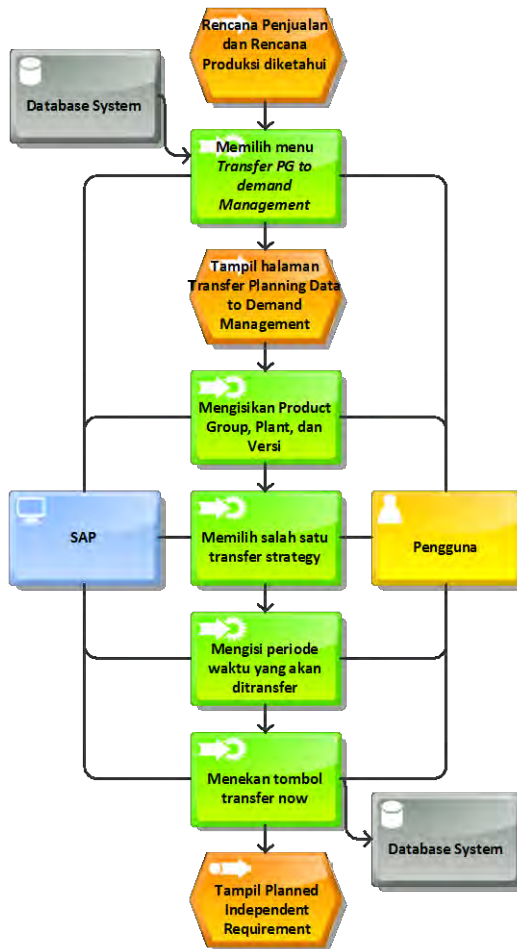 Rencana Penjualan
dan Rencana
Produksi diketahui
Database System
Memilih menu
Transfer PG to
demand
Management
Tampil halaman
Transfer Planning Data
to Demand
Management
Mengisikan Product
Group, Plant, dan
Versi
SAP
Memilih salah satu
transfer strategy
Pengguna
Mengisi periode
waktu yang akan
ditransfer
Menekan tombol
transfer now
Database System
Tampil Planned
Independent
Requirement